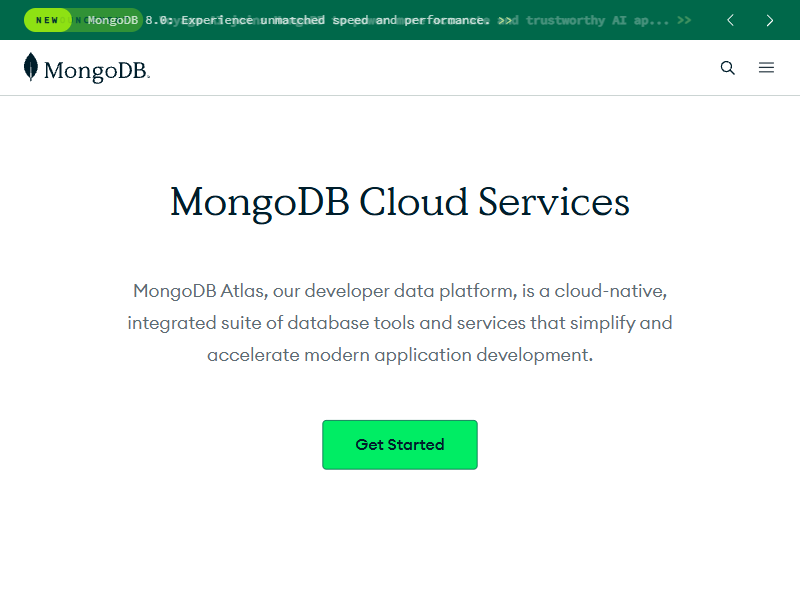 NEW MongoDB 8.0: Experience unmatched speed and performance. >>
and trustworthy AI ap... >>
MongoDB.
MongoDB Cloud Services
MongoDB Atlas, our developer data platform, is a cloud-native,
integrated suite of database tools and services that simplify and
accelerate modern application development.
Get Started